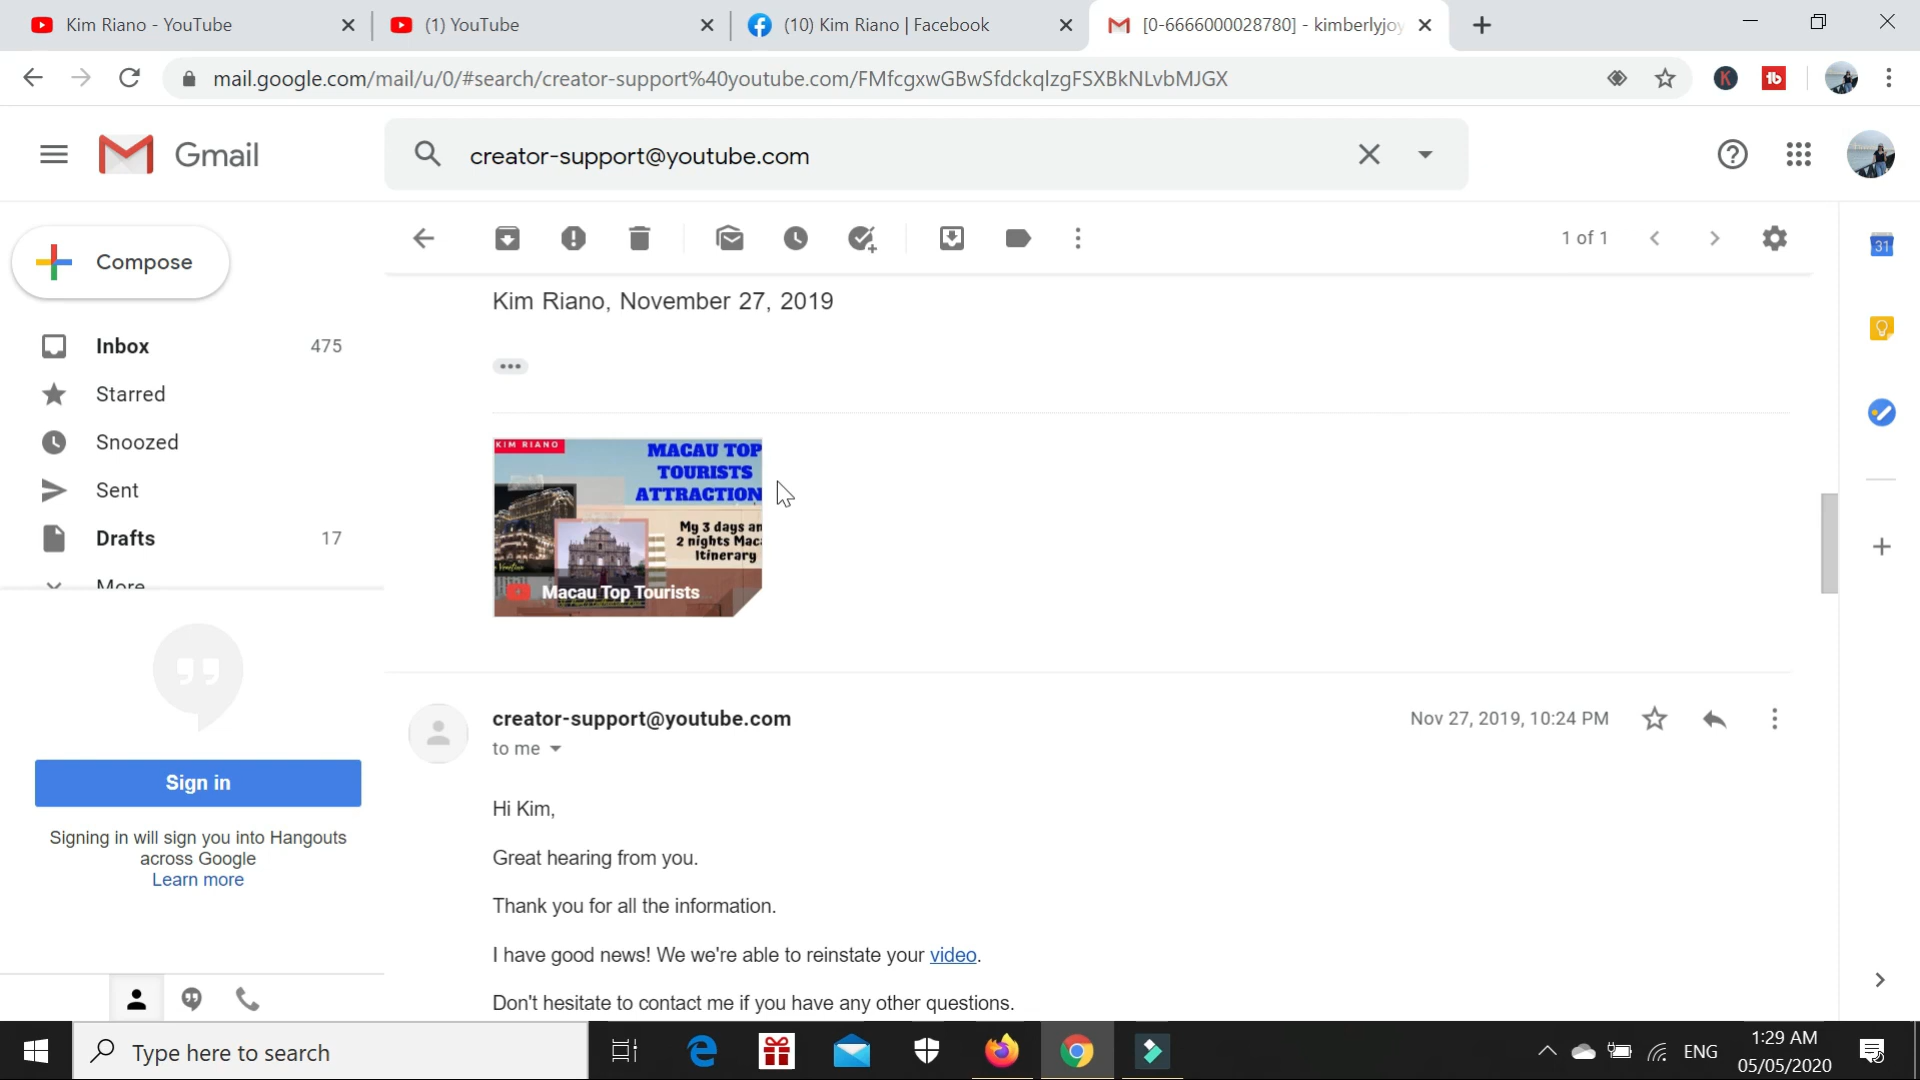 Kim Riano - YouTube
(1) YouTube
(10) Kim Riano | Facebook
[0-6666000028780] - kimberlyjoy
mail.google.com/mail/u/0/#search/creator-support%40youtube.com/FMfcgxwGBwSfdckqlzgFSXBkNLvbMJGX
K
Gmail
creator-support@youtube.com
Compose
1 of 1
31
Kim Riano, November 27, 2019
Inbox 475
Starred
Snoozed
Sent
Drafts 17
More
KIM RIANO
MACAU TOP
TOURISTS
ATTRACTION
My 3 days an
2 nights Mac
Itinerary
Macau Top Tourists
creator-support@youtube.com
Nov 27, 2019, 10:24 PM
to me
Sign in
Signing in will sign you into Hangouts
across Google
Learn more
Hi Kim,
Great hearing from you.
Thank you for all the information.
I have good news! We we're able to reinstate your video.
Don't hesitate to contact me if you have any other questions.
Type here to search
ENG
1:29 AM
05/05/2020